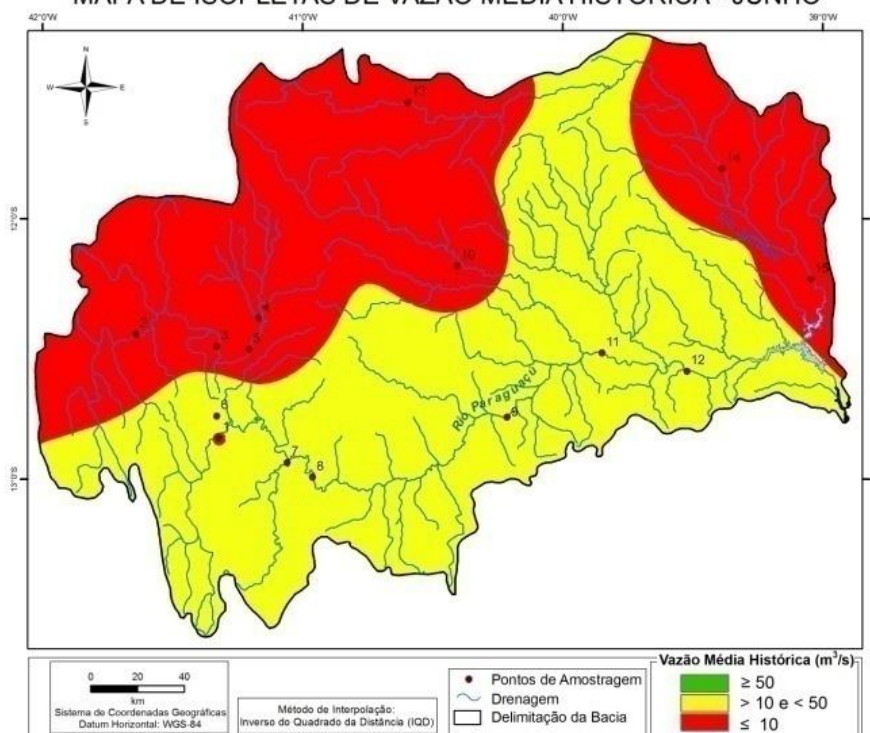 MAPA DE ISÓPLETAS DE VAZÃO MÉDIA HISTÓRICA - JUNHO
42°0'W 41°0'W 40°0'W 39°0'W
N
W E
S
12°0'S
13°0'S
13
14
10
15
4
2
3
5
11
12
6
Rio Paraguaçu
9
1
7
8
0 20 40
km
Sistema de Coordenadas Geográficas
Datum Horizontal: WGS-84
Método de Interpolação:
Inverso do Quadrado da Distância (IQD)
Pontos de Amostragem
Drenagem
Delimitação da Bacia
Vazão Média Histórica (m³/s)
≥ 50
> 10 e < 50
≤ 10